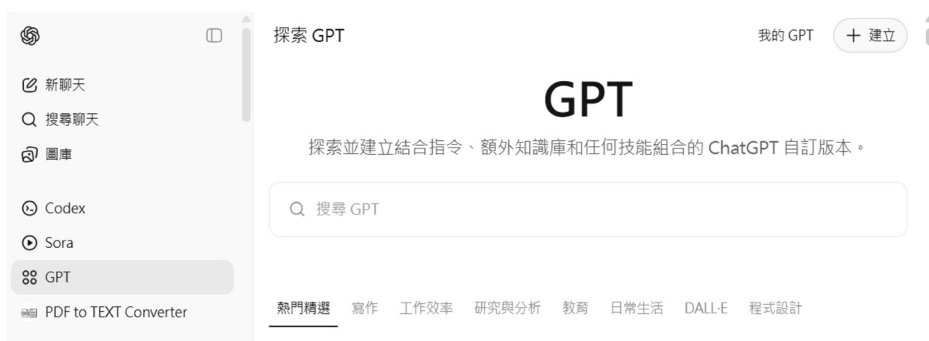 新聊天
搜尋聊天
圖庫
Codex
Sora
GPT
PDF to TEXT Converter
探索 GPT
我的 GPT
建立
GPT
探索並建立結合指令、額外知識庫和任何技能組合的 ChatGPT 自訂版本。
搜尋 GPT
熱門精選 寫作 工作效率 研究與分析 教育 日常生活 DALL·E 程式設計